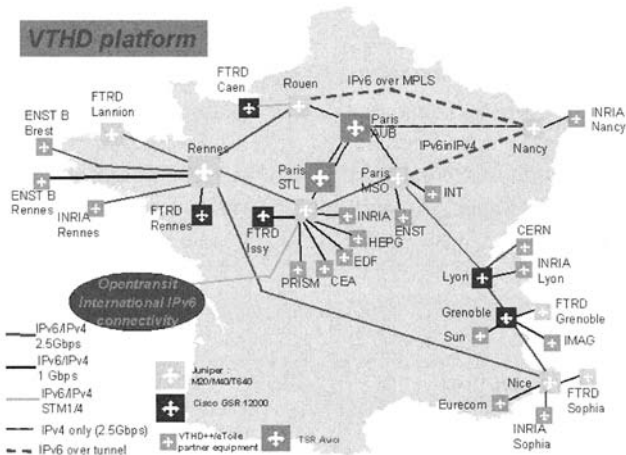 VTHD platform
FTRD
Caen
Rouen
IPv6 over MPLS
INRIA
Nancy
FTRD
Lannion
ENST B
Brest
Rennes
Paris
AUB
IPv6inIPv4
Nancy
Paris
STL
Paris
MSO
INT
ENST B
Rennes
INRIA
Rennes
FTRD
Rennes
FTRD
Issy
INRIA
ENST
HEPG
EDF
CEA
PRISM
CERN
INRIA
Lyon
Lyon
Opentransit
International IPv6
connectivity
Grenoble
FTRD
Grenoble
Sun
IMAG
Nice
Eurecom
FTRD
Sophia
INRIA
Sophia
IPv6/IPv4
2.5Gbps
IPv6/IPv4
1 Gbps
IPv6/IPv4
STM1/4
IPv4 only (2.5Gbps)
IPv6 over tunnel
Juniper :
M20/M40/T640
Cisco GSR 12000
VTHD++/eToile
partner equipment
TSR Avici